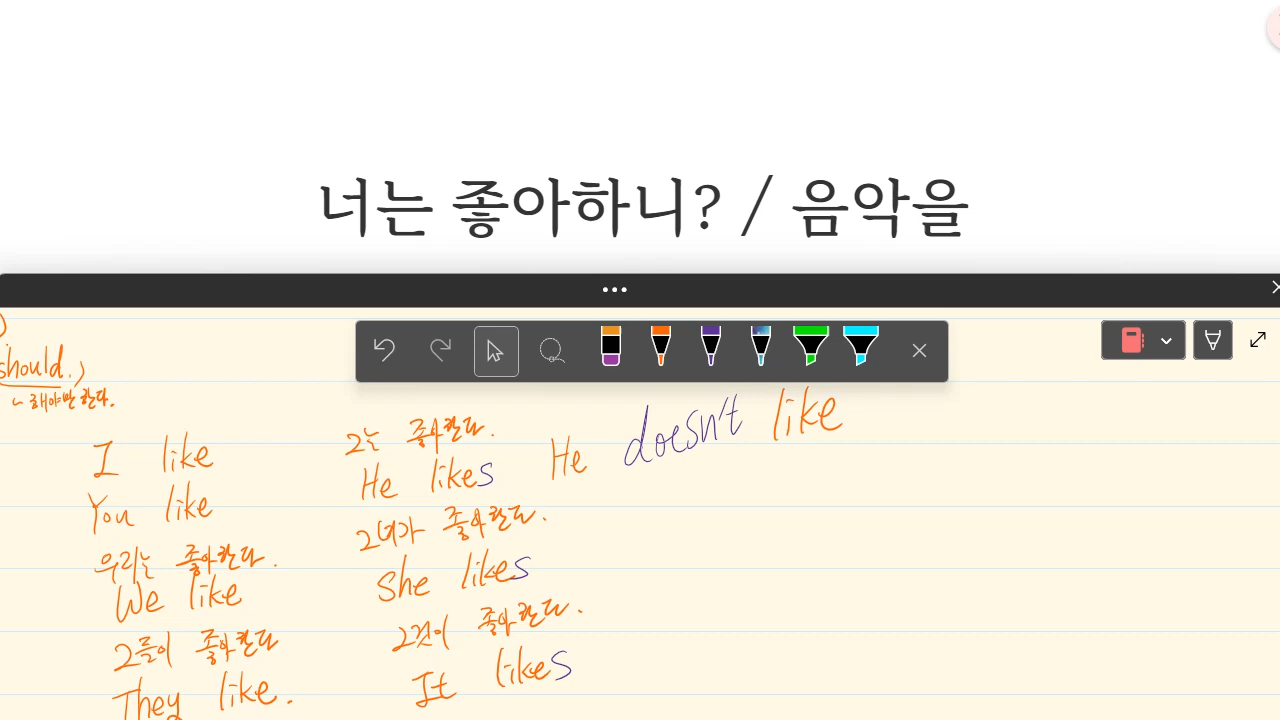 너는 좋아하니? / 음악을
should.)
~ 해야만 한다.
I like
You like
우리는 좋아한다.
We like
그들이 좋아한다
They like.
그는 좋아한다.
He likes
그녀가 좋아한다.
She likes
그것이 좋아한다.
It likes
He doesn't like